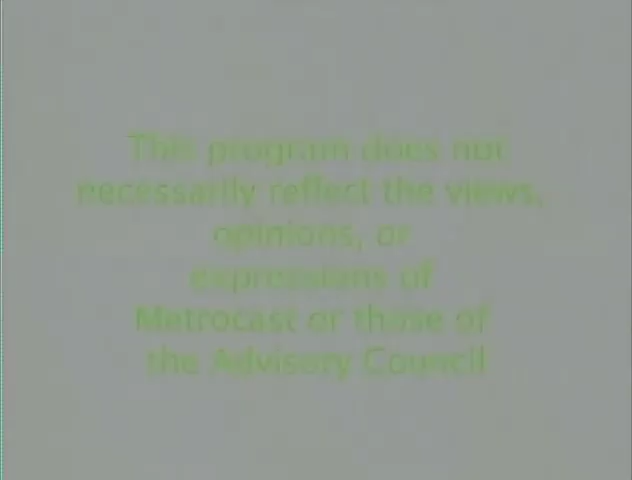 This program does not
necessarily reflect the views,
opinions, or
expressions of
Metrocast or those of
the Advisory Council